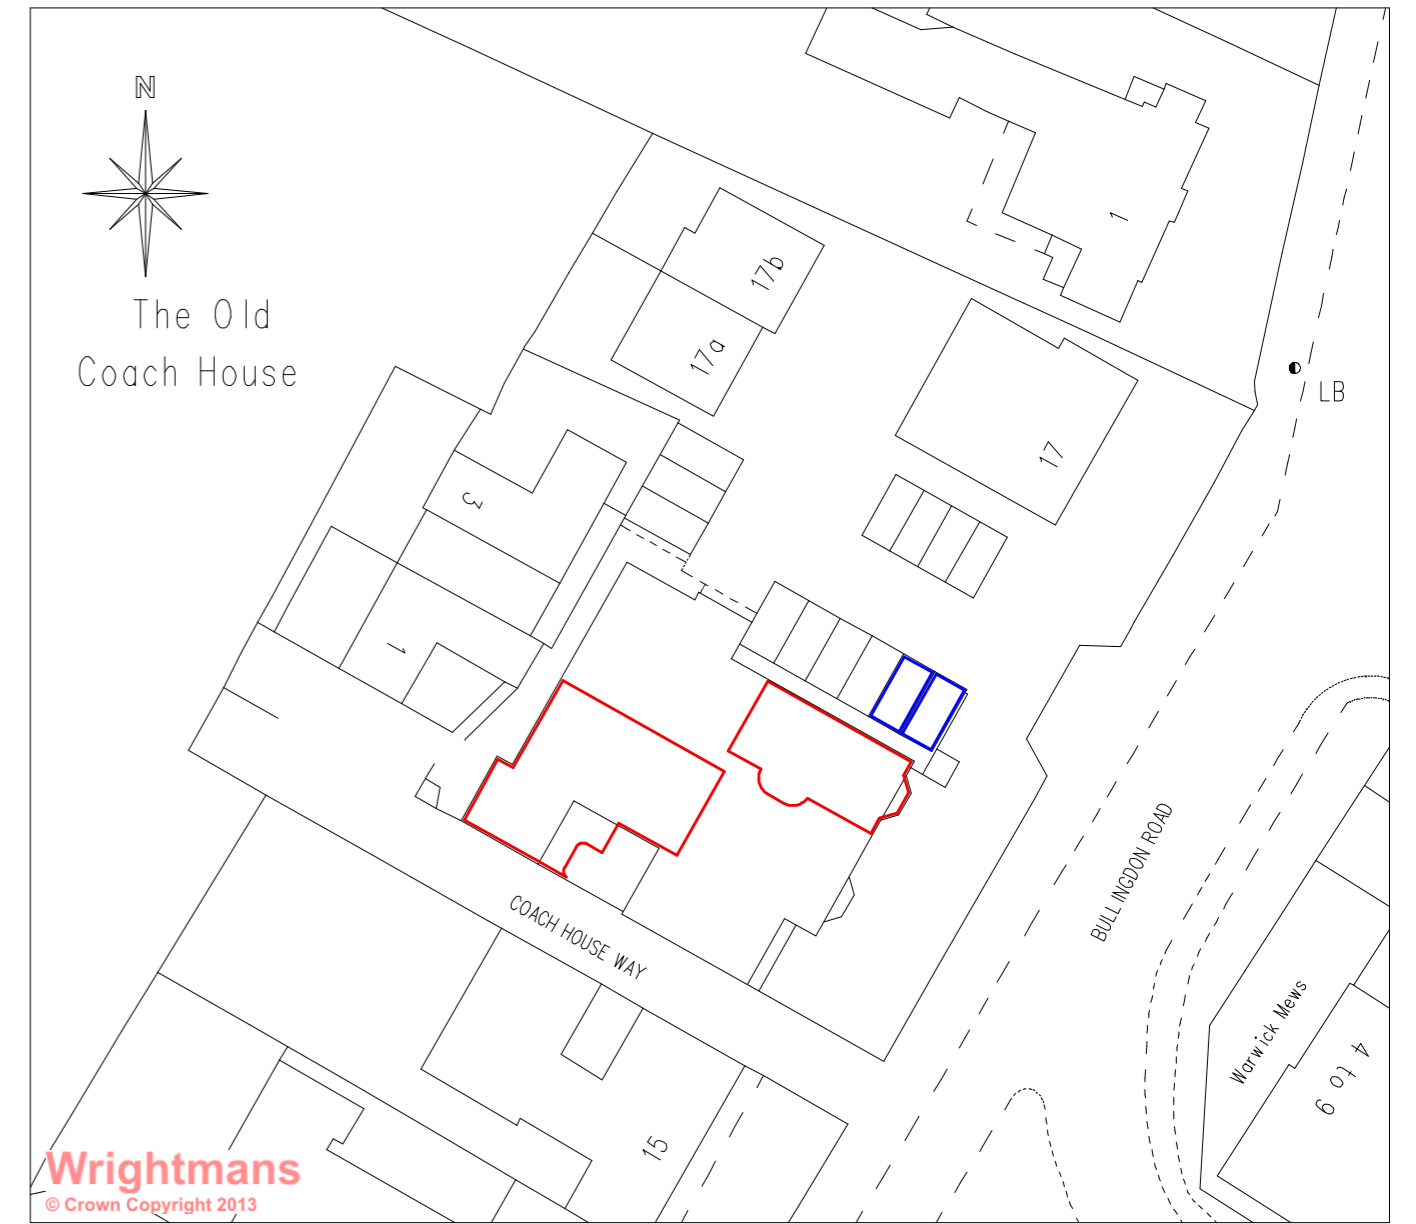 N
The Old
Coach House
1
17b
17a
LB
17
3
1
BULLINGDON ROAD
COACH HOUSE WAY
Warwick Mews
4 to 9
15
Wrightmans
© Crown Copyright 2013